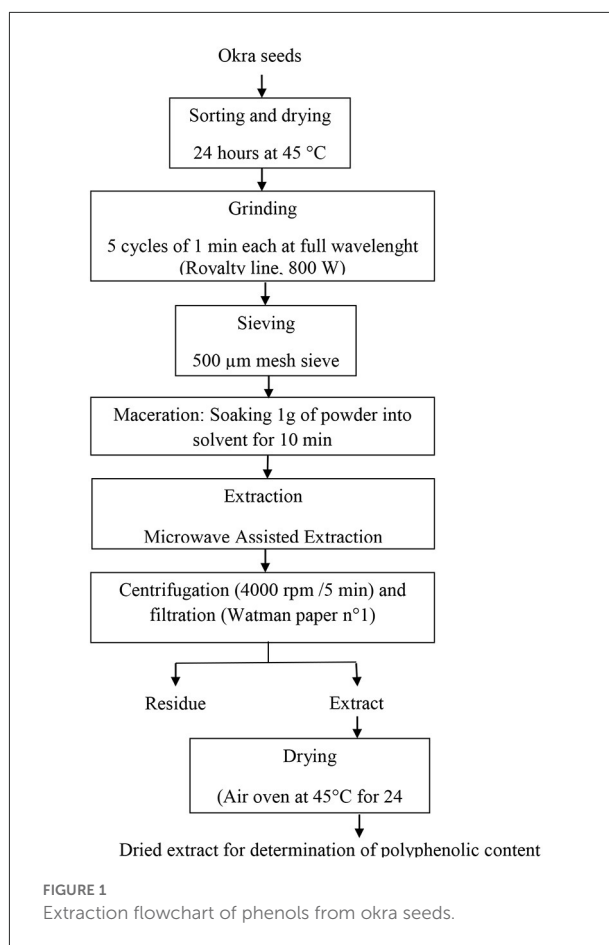 Okra seeds
Sorting and drying
24 hours at 45 °C
Grinding
5 cycles of 1 min each at full wavelenght
(Royalty line, 800 W)
Sieving
500 µm mesh sieve
Maceration: Soaking 1g of powder into
solvent for 10 min
Extraction
Microwave Assisted Extraction
Centrifugation (4000 rpm /5 min) and
filtration (Watman paper n°1)
Residue
Extract
Drying
(Air oven at 45°C for 24
Dried extract for determination of polyphenolic content
FIGURE 1
Extraction flowchart of phenols from okra seeds.